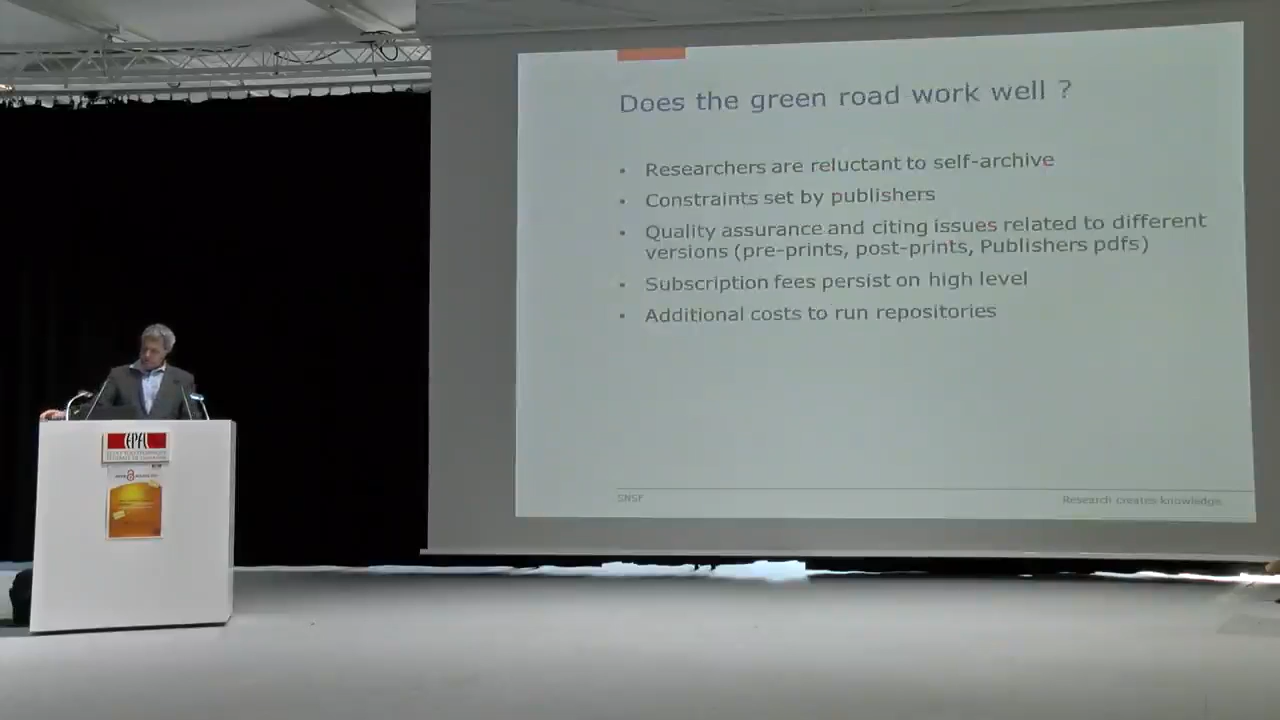 Does the green road work well ?
• Researchers are reluctant to self-archive
• Constraints set by publishers
• Quality assurance and citing issues related to different
versions (pre-prints, post-prints, Publishers pdfs)
• Subscription fees persist on high level
• Additional costs to run repositories
SNSF
Research creates knowledge.
EPFL